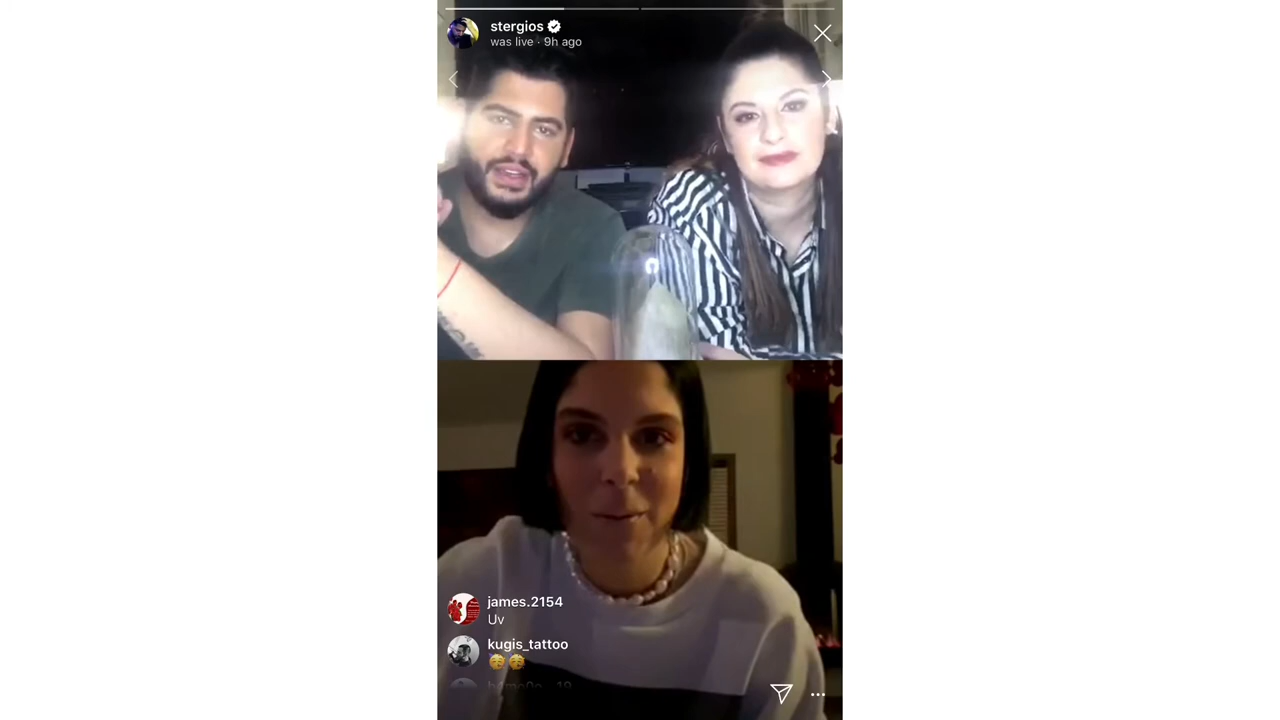 stergios
was live · 9h ago
james.2154
Uv
kugis_tattoo
🥳🥳